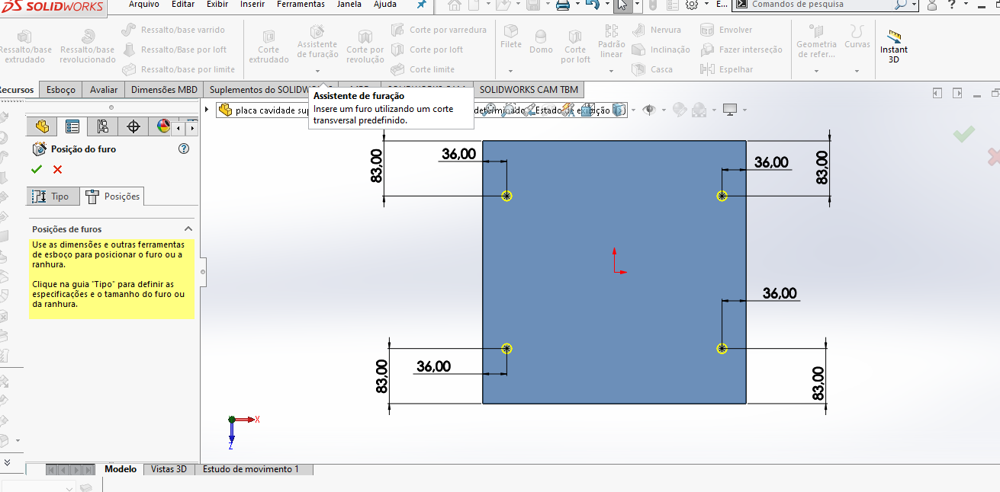 SOLIDWORKS
Arquivo
Editar
Exibir
Inserir
Ferramentas
Janela
Ajuda
E...
Comandos de pesquisa
?
Ressalto/base
extrudado
Ressalto/base
revolucionado
Ressalto/base varrido
Ressalto/Base por loft
Ressalto/base por limite
Corte
extrudado
Assistente
de furação
Corte por
revolução
Corte por varredura
Corte por loft
Corte limite
Filete
Domo
Corte
por loft
Padrão
linear
Nervura
Inclinação
Casca
Envolver
Fazer interseção
Espelhar
Geometria
de refer...
Curvas
Instant
3D
ecursos
Esboço
Avaliar
Dimensões MBD
Suplementos do SOLIDW
SOLIDWORKS CAM TBM
Assistente de furação
Insere um furo utilizando um corte
transversal predefinido.
placa cavidade sup
determinado
Estado de exibição
Posição do furo
?
Tipo
Posições
Posições de furos
Use as dimensões e outras ferramentas
de esboço para posicionar o furo ou a
ranhura.
Clique na guia "Tipo" para definir as
especificações e o tamanho do furo ou
da ranhura.
83,00
36,00
36,00
83,00
36,00
36,00
83,00
83,00
X
Z
Modelo
Vistas 3D
Estudo de movimento 1